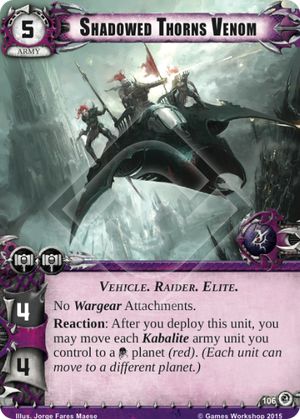 5
SHADOWED THORNS VENOM
ARMY
VEHICLE. RAIDER. ELITE.
4
No Wargear Attachments.
Reaction: After you deploy this unit, you
may move each Kabalite army unit you
control to a planet (red). (Each unit can
move to a different planet.)
4
106
Illus. Jorge Fares Maese
© Games Workshop 2015